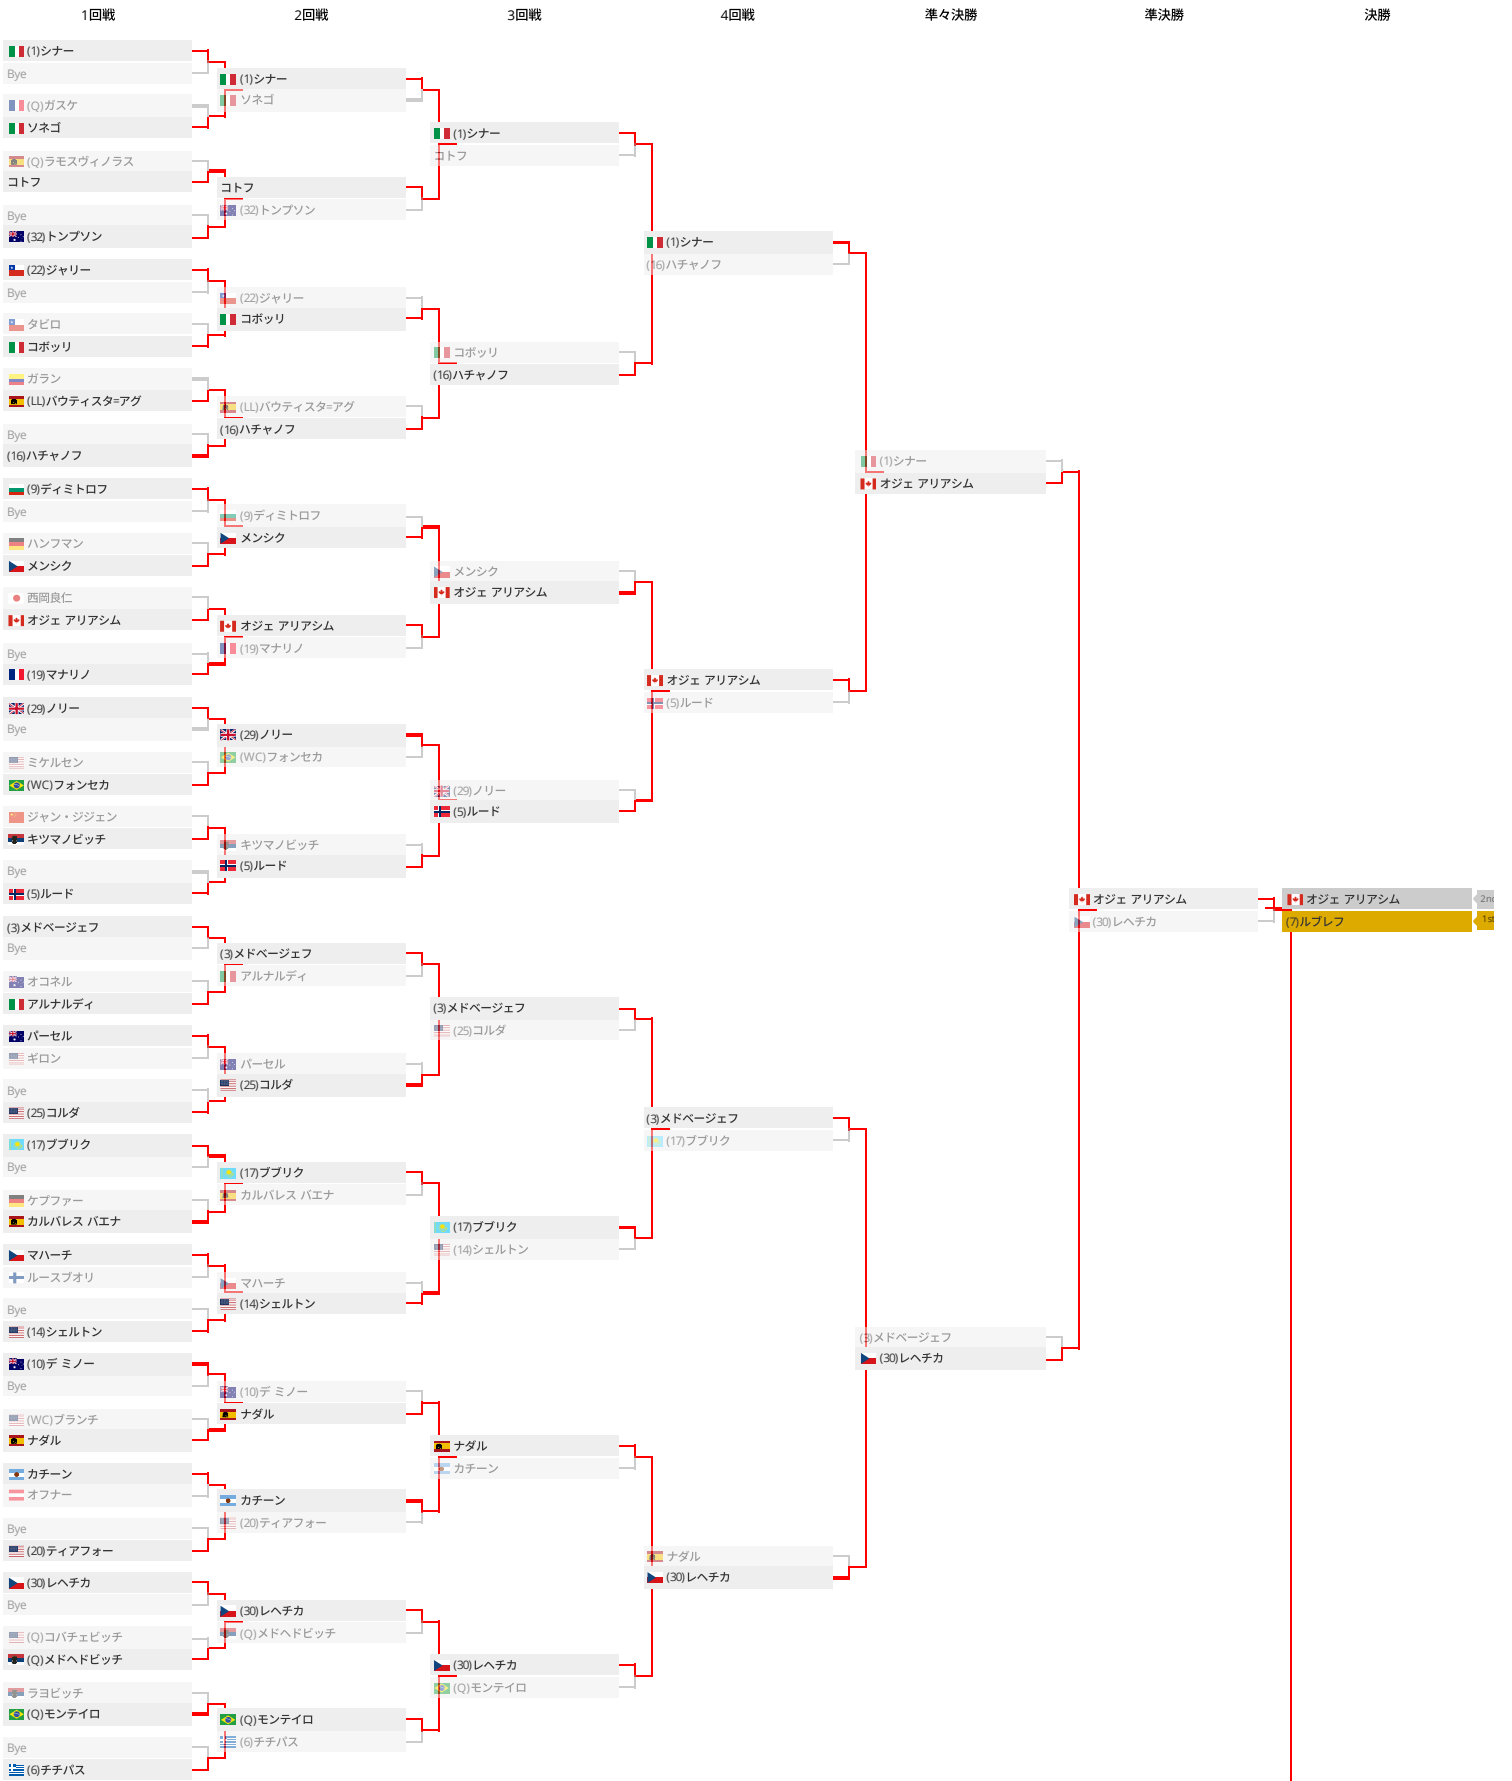 1回戦
2回戦
3回戦
4回戦
準々決勝
準決勝
決勝
(1)シナー
Bye
(Q)ガスケ
ソネゴ
(Q)ラモスヴィノラス
コトフ
Bye
(32)トンプソン
(22)ジャリー
Bye
タビロ
コボッリ
ガラン
(LL)バウティスタ=アグ
Bye
(16)ハチャノフ
(9)ディミトロフ
Bye
ハンフマン
メンシク
西岡良仁
オジェ アリアシム
Bye
(19)マナリノ
(29)ノリー
Bye
ミケルセン
(WC)フォンセカ
ジャン・ジジェン
キツマノビッチ
Bye
(5)ルード
(3)メドベージェフ
Bye
オコネル
アルナルディ
パーセル
ギロン
Bye
(25)コルダ
(17)ブブリク
Bye
ケプファー
カルバレス バエナ
マハーチ
ルースブオリ
Bye
(14)シェルトン
(10)デ ミノー
Bye
(WC)ブランチ
ナダル
カチーン
オフナー
Bye
(20)ティアフォー
(30)レヘチカ
Bye
(Q)コバチェビッチ
(Q)メドヘドビッチ
ラヨビッチ
(Q)モンテイロ
Bye
(6)チチパス
(1)シナー
ソネゴ
コトフ
(32)トンプソン
(22)ジャリー
コボッリ
(LL)バウティスタ=アグ
(16)ハチャノフ
(9)ディミトロフ
メンシク
オジェ アリアシム
(19)マナリノ
(29)ノリー
(WC)フォンセカ
キツマノビッチ
(5)ルード
(3)メドベージェフ
アルナルディ
パーセル
(25)コルダ
(17)ブブリク
カルバレス バエナ
マハーチ
(14)シェルトン
(10)デ ミノー
ナダル
カチーン
(20)ティアフォー
(30)レヘチカ
(Q)メドヘドビッチ
(Q)モンテイロ
(6)チチパス
(1)シナー
コトフ
コボッリ
(16)ハチャノフ
メンシク
オジェ アリアシム
(29)ノリー
(5)ルード
(3)メドベージェフ
(25)コルダ
(17)ブブリク
(14)シェルトン
ナダル
カチーン
(30)レヘチカ
(Q)モンテイロ
(1)シナー
(16)ハチャノフ
オジェ アリアシム
(5)ルード
(3)メドベージェフ
(17)ブブリク
ナダル
(30)レヘチカ
(1)シナー
オジェ アリアシム
(3)メドベージェフ
(30)レヘチカ
オジェ アリアシム
(30)レヘチカ
オジェ アリアシム
2nd
(7)ルブレフ
1st